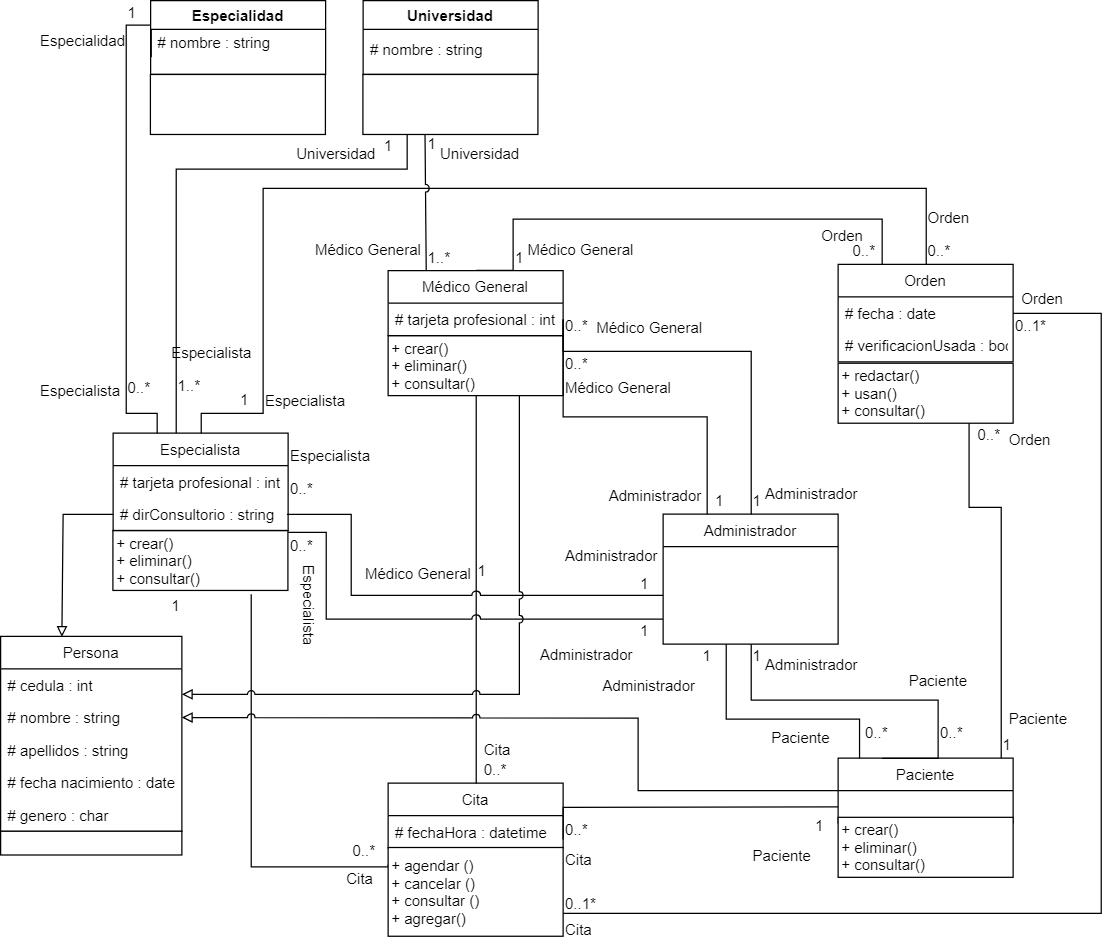 1
Especialidad
Especialidad
# nombre : string
Universidad
# nombre : string
Universidad
1
1
Universidad
Médico General
1..*
1
Médico General
Orden
0..*
Orden
0..*
Médico General
# tarjeta profesional : int
+ crear()
+ eliminar()
+ consultar()
0..*
Médico General
0..*
Médico General
Orden
# fecha : date
# verificacionUsada : boo
+ redactar()
+ usan()
+ consultar()
Orden
0..1*
0..*
Orden
Especialista
Especialista
0..*
1..*
1
Especialista
Especialista
# tarjeta profesional : int
# dirConsultorio : string
+ crear()
+ eliminar()
+ consultar()
Especialista
0..*
0..*
Especialista
1
Administrador
1
1
Administrador
Administrador
Administrador
1
1
Administrador
Médico General
1
1
Administrador
1
Administrador
Persona
# cedula : int
# nombre : string
# apellidos : string
# fecha nacimiento : date
# genero : char
Paciente
0..*
Paciente
0..*
Paciente
1
Cita
0..*
Cita
# fechaHora : datetime
+ agendar ()
+ cancelar ()
+ consultar ()
+ agregar()
0..*
Cita
0..*
Cita
0..1*
Cita
1
Paciente
Paciente
+ crear()
+ eliminar()
+ consultar()